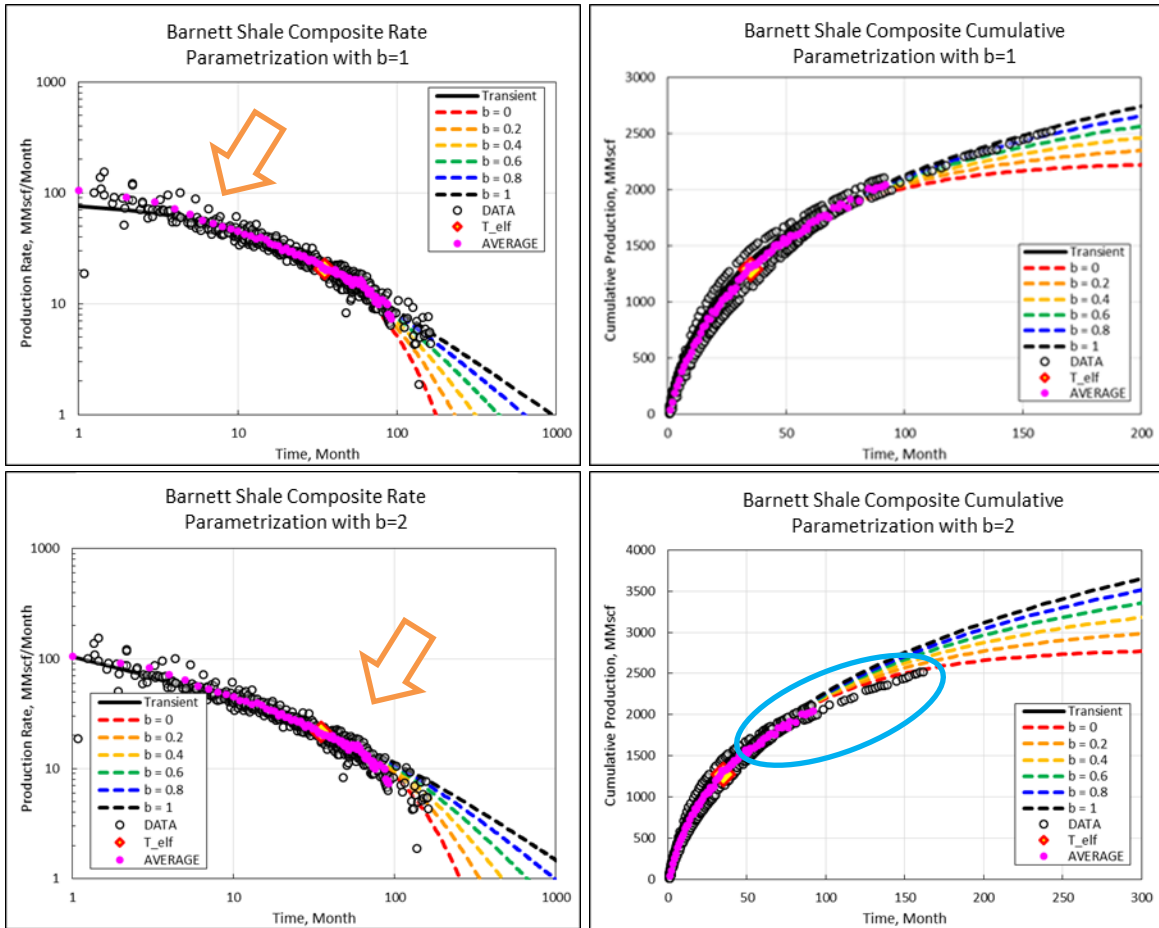 Barnett Shale Composite Rate
Parametrization with b=1
Production Rate, MMscf/Month
1000
100
10
1
Transient
b = 0
b = 0.2
b = 0.4
b = 0.6
b = 0.8
b = 1
DATA
T_elf
AVERAGE
1 10 100 1000
Time, Month
Barnett Shale Composite Cumulative
Parametrization with b=1
Cumulative Production, MMscf
3000
2500
2000
1500
1000
500
0
Transient
b = 0
b = 0.2
b = 0.4
b = 0.6
b = 0.8
b = 1
DATA
T_elf
AVERAGE
0 50 100 150 200
Time, Month
Barnett Shale Composite Rate
Parametrization with b=2
Production Rate, MMscf/Month
1000
100
10
1
Transient
b = 0
b = 0.2
b = 0.4
b = 0.6
b = 0.8
b = 1
DATA
T_elf
AVERAGE
1 10 100 1000
Time, Month
Barnett Shale Composite Cumulative
Parametrization with b=2
Cumulative Production, MMscf
4000
3500
3000
2500
2000
1500
1000
500
0
Transient
b = 0
b = 0.2
b = 0.4
b = 0.6
b = 0.8
b = 1
DATA
T_elf
AVERAGE
0 50 100 150 200 250 300
Time, Month